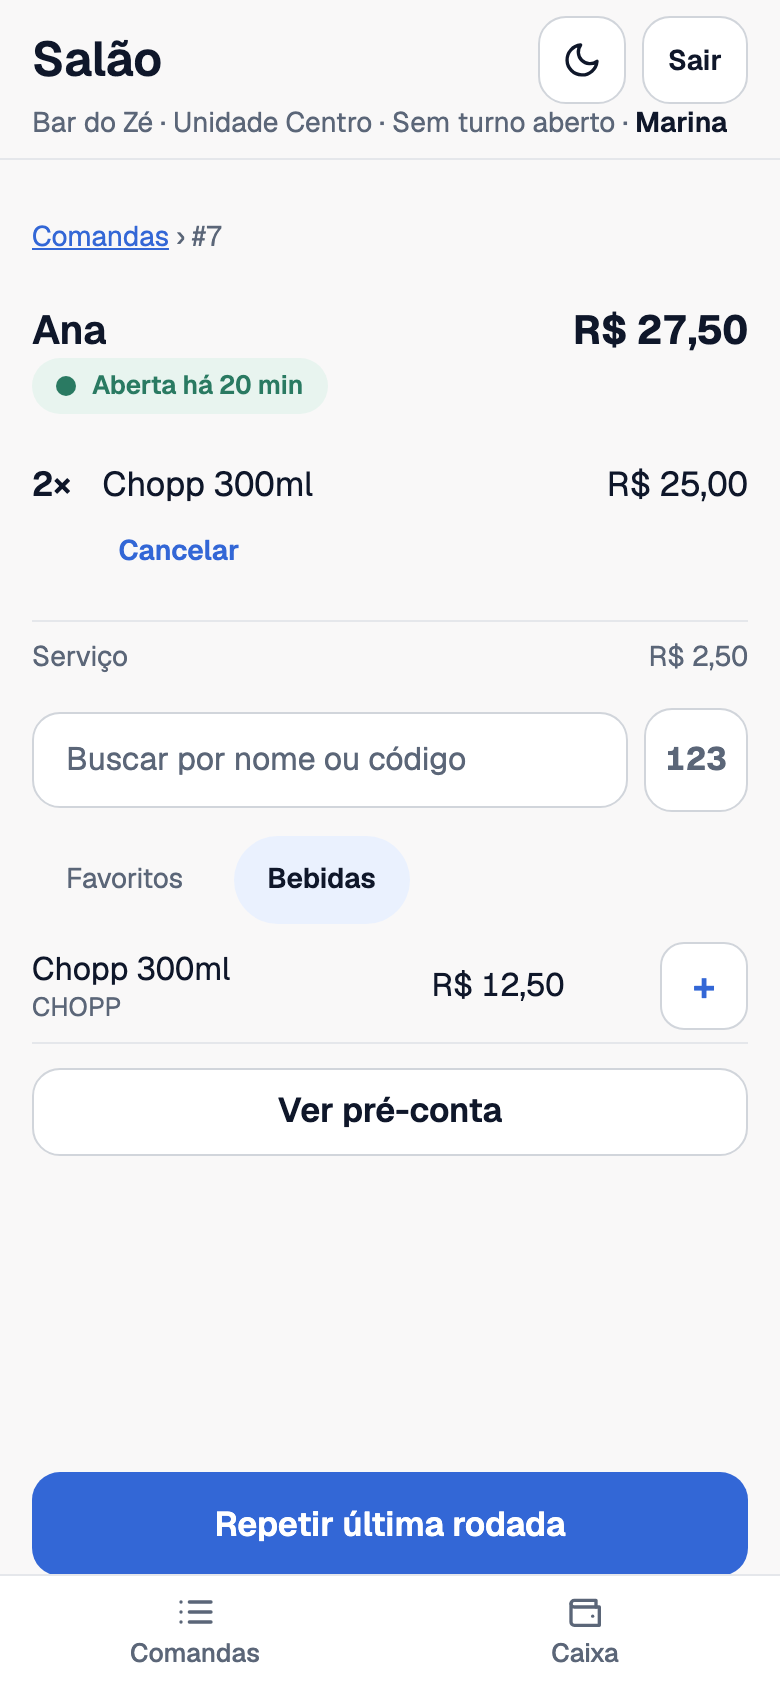 Salão
Sair
Bar do Zé · Unidade Centro · Sem turno aberto · Marina
Comandas › #7
Ana
R$ 27,50
Aberta há 20 min
2× Chopp 300ml R$ 25,00
Cancelar
Serviço R$ 2,50
Buscar por nome ou código
123
Favoritos
Bebidas
Chopp 300ml
CHOPP
R$ 12,50
+
Ver pré-conta
Repetir última rodada
Comandas
Caixa